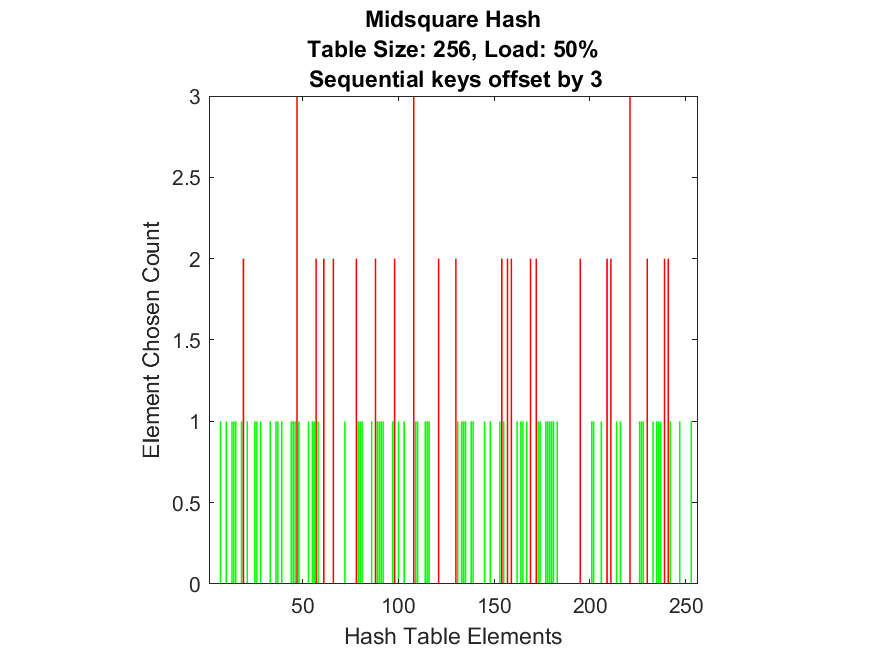 Midsquare Hash
Table Size: 256, Load: 50%
Sequential keys offset by 3
3
2.5
2
1.5
1
0.5
0
Element Chosen Count
50
100
150
200
250
Hash Table Elements